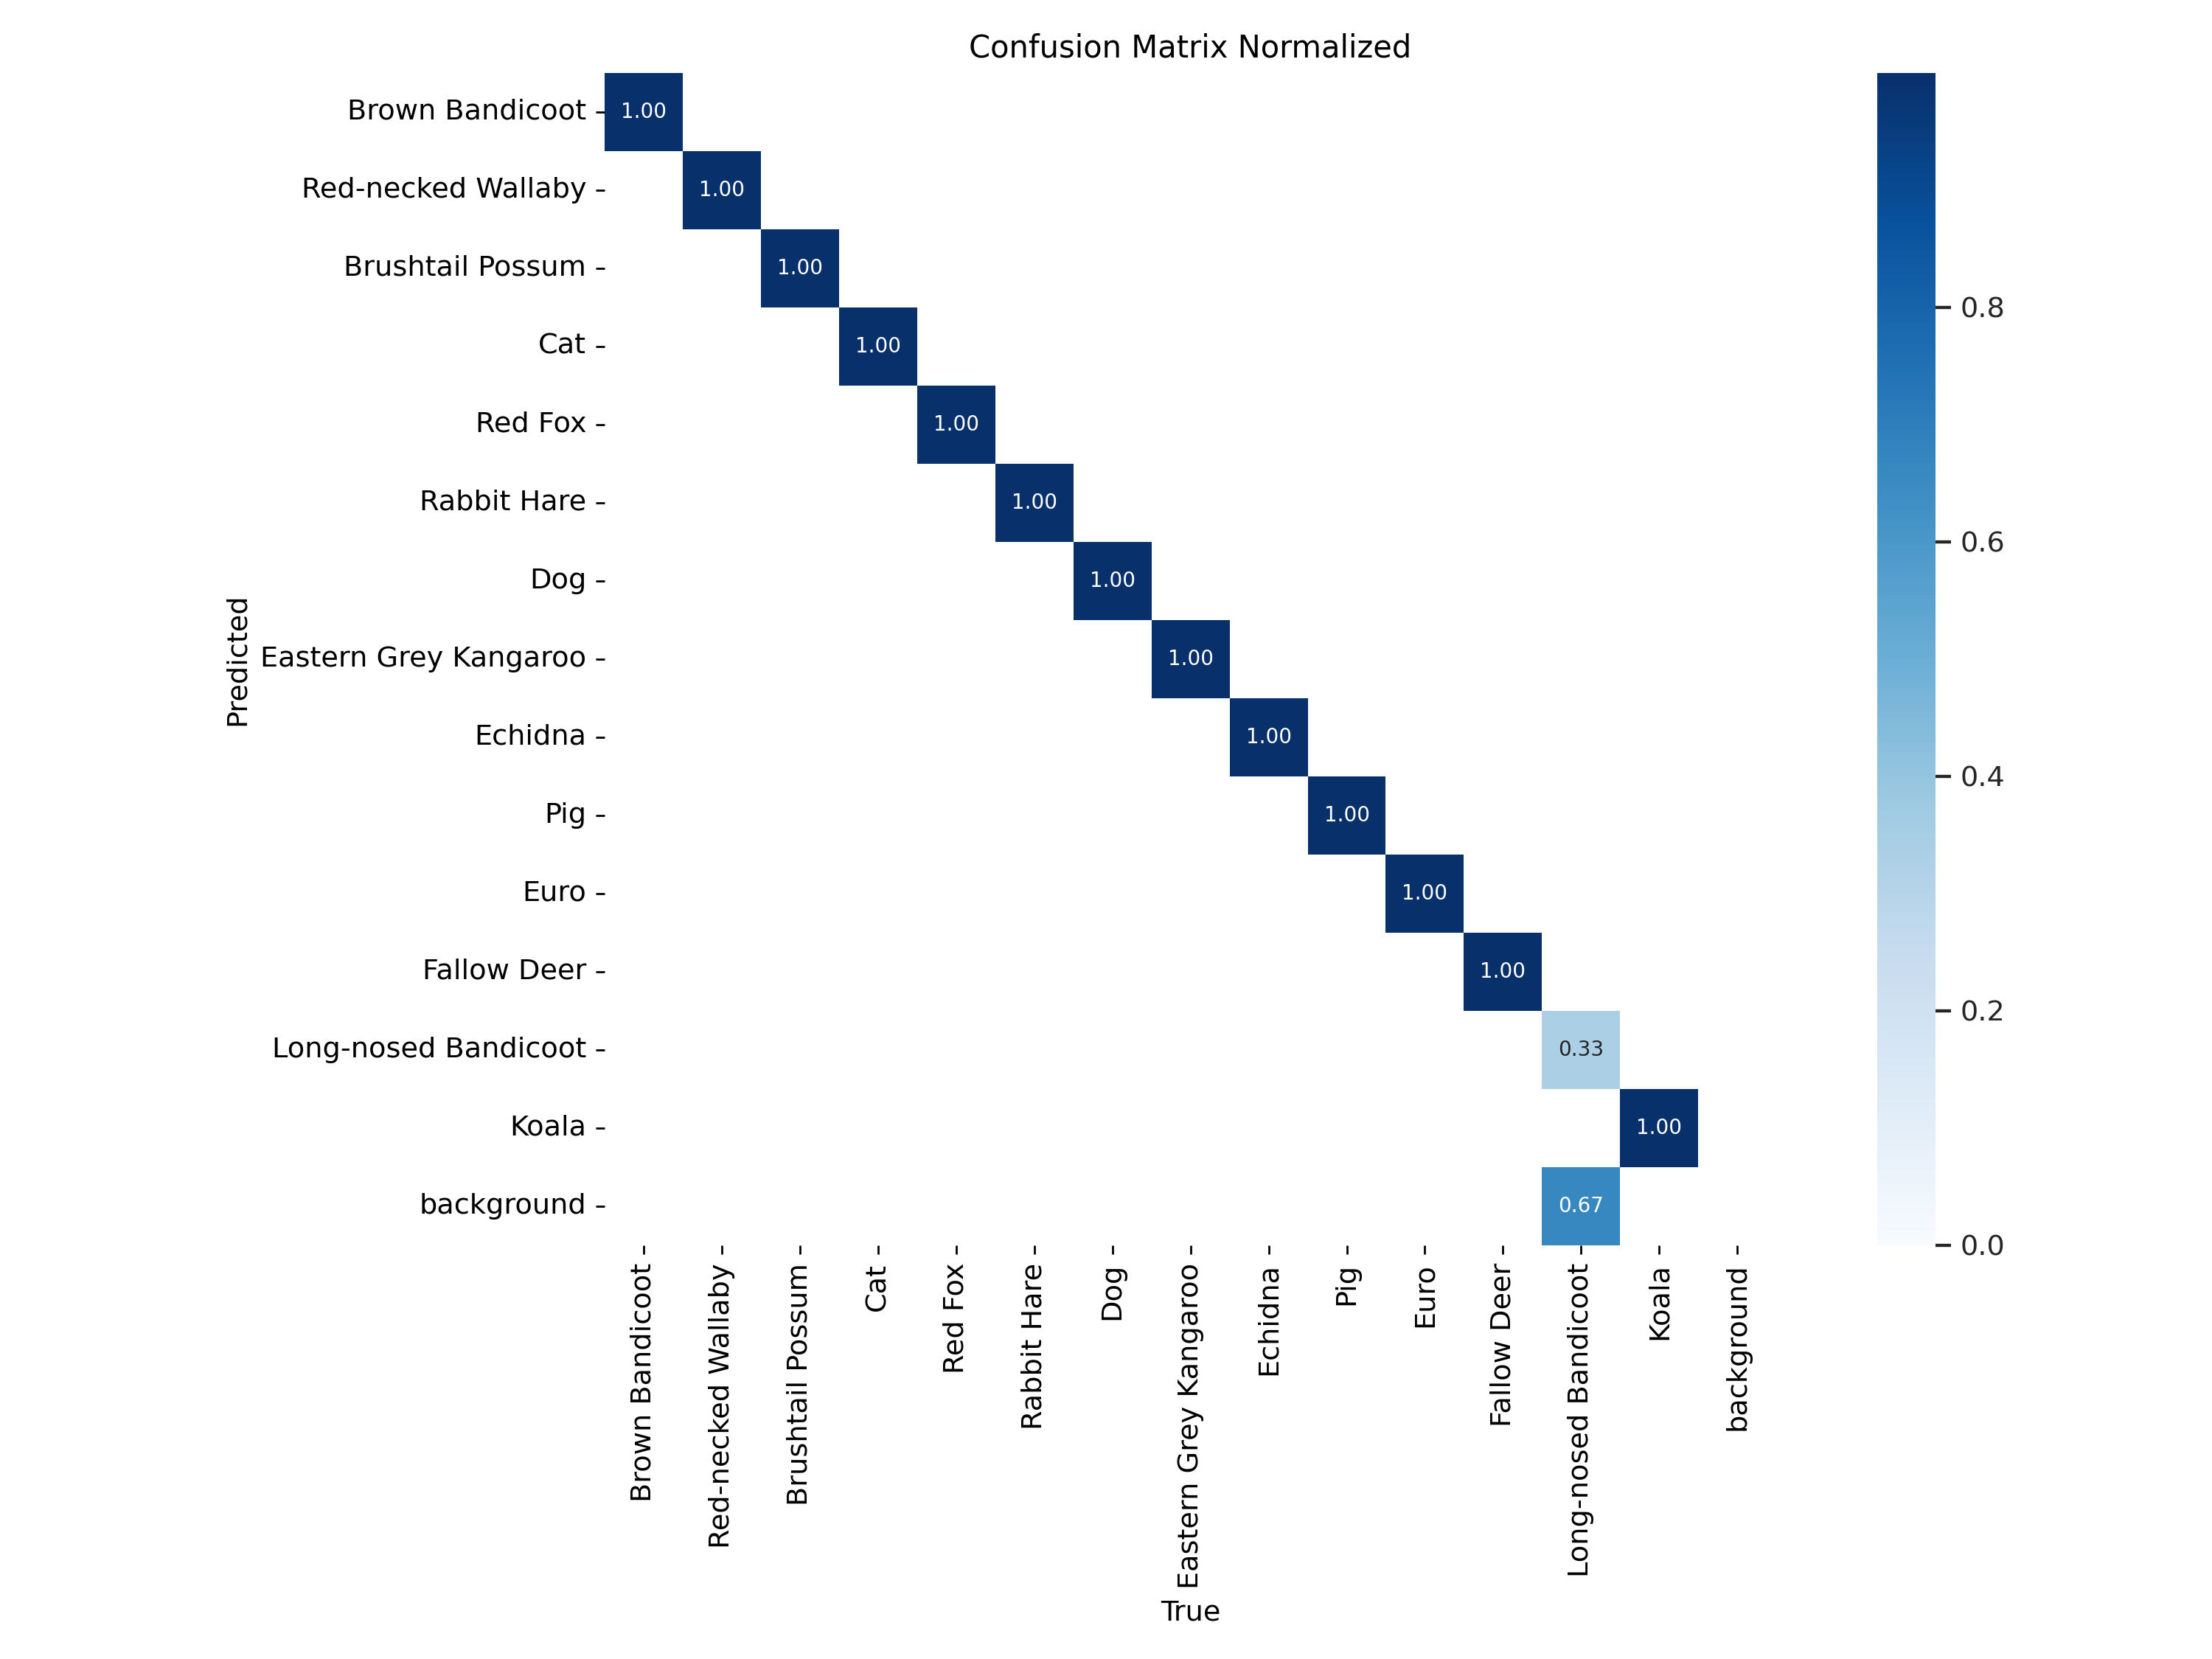 Confusion Matrix Normalized
Brown Bandicoot
1.00
Red-necked Wallaby
1.00
Brushtail Possum
1.00
0.8
Cat
1.00
Red Fox
1.00
Rabbit Hare
1.00
0.6
Dog
1.00
Predicted
Eastern Grey Kangaroo
1.00
Echidna
1.00
0.4
Pig
1.00
Euro
1.00
Fallow Deer
1.00
0.2
Long-nosed Bandicoot
0.33
Koala
1.00
background
0.67
0.0
Brown Bandicoot
Red-necked Wallaby
Brushtail Possum
Cat
Red Fox
Rabbit Hare
Dog
Eastern Grey Kangaroo
Echidna
Pig
Euro
Fallow Deer
Long-nosed Bandicoot
Koala
background
True